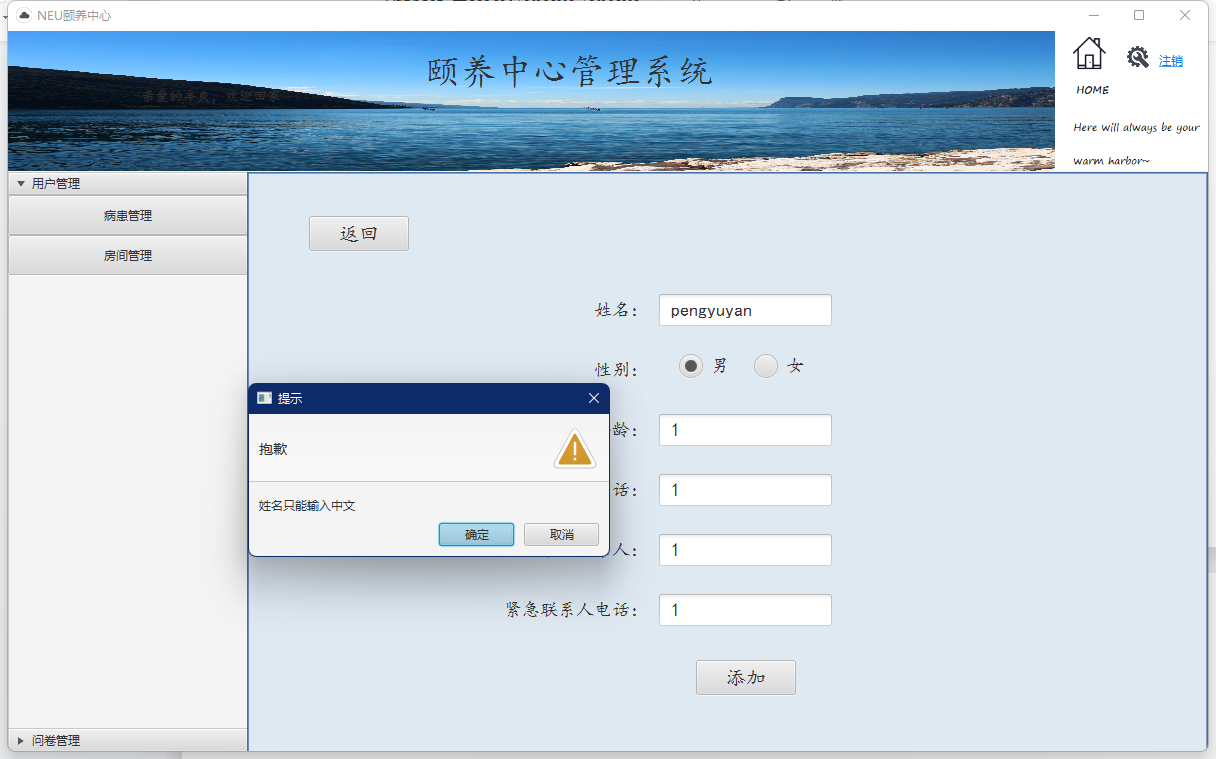 NEU颐养中心
颐养中心管理系统
亲爱的本良，欢迎回家
注销
HOME
Here will always be your
warm harbor~
用户管理
病患管理
房间管理
问卷管理
返回
姓名：
pengyuyan
性别：
男
女
龄：
1
话：
1
人：
1
紧急联系人电话：
1
添加
提示
抱歉
姓名只能输入中文
确定
取消